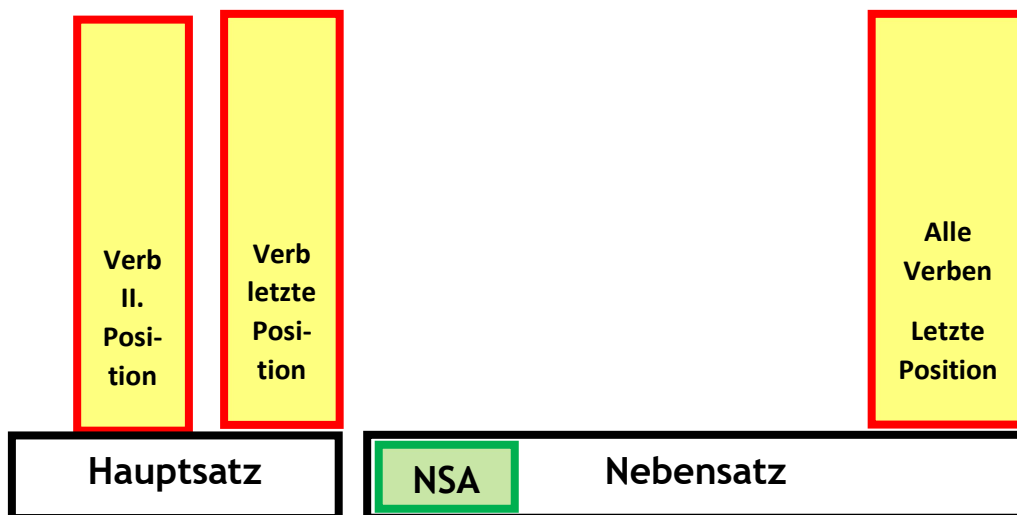 Verb
II.
Posi-
tion
Verb
letzte
Posi-
tion
Alle
Verben
Letzte
Position
Hauptsatz
NSA
Nebensatz